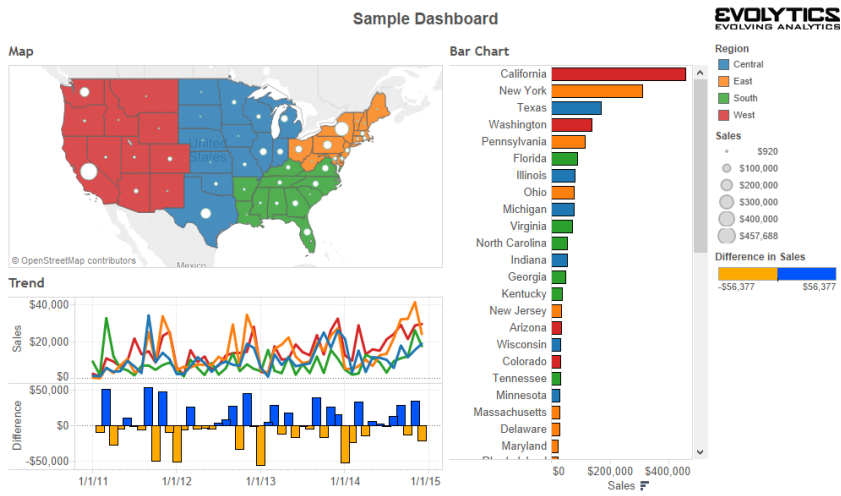 Sample Dashboard
EVOLYTICS
EVOLVING ANALYTICS
Map
United
States
Mexico
© OpenStreetMap contributors
Trend
Sales
$40,000
$20,000
$0
Difference
$50,000
$0
-$50,000
1/1/11
1/1/12
1/1/13
1/1/14
1/1/15
Bar Chart
California
New York
Texas
Washington
Pennsylvania
Florida
Illinois
Ohio
Michigan
Virginia
North Carolina
Indiana
Georgia
Kentucky
New Jersey
Arizona
Wisconsin
Colorado
Tennessee
Minnesota
Massachusetts
Delaware
Maryland
$0
$200,000
$400,000
Sales
Region
Central
East
South
West
Sales
$920
$100,000
$200,000
$300,000
$400,000
$457,688
Difference in Sales
-$56,377
$56,377